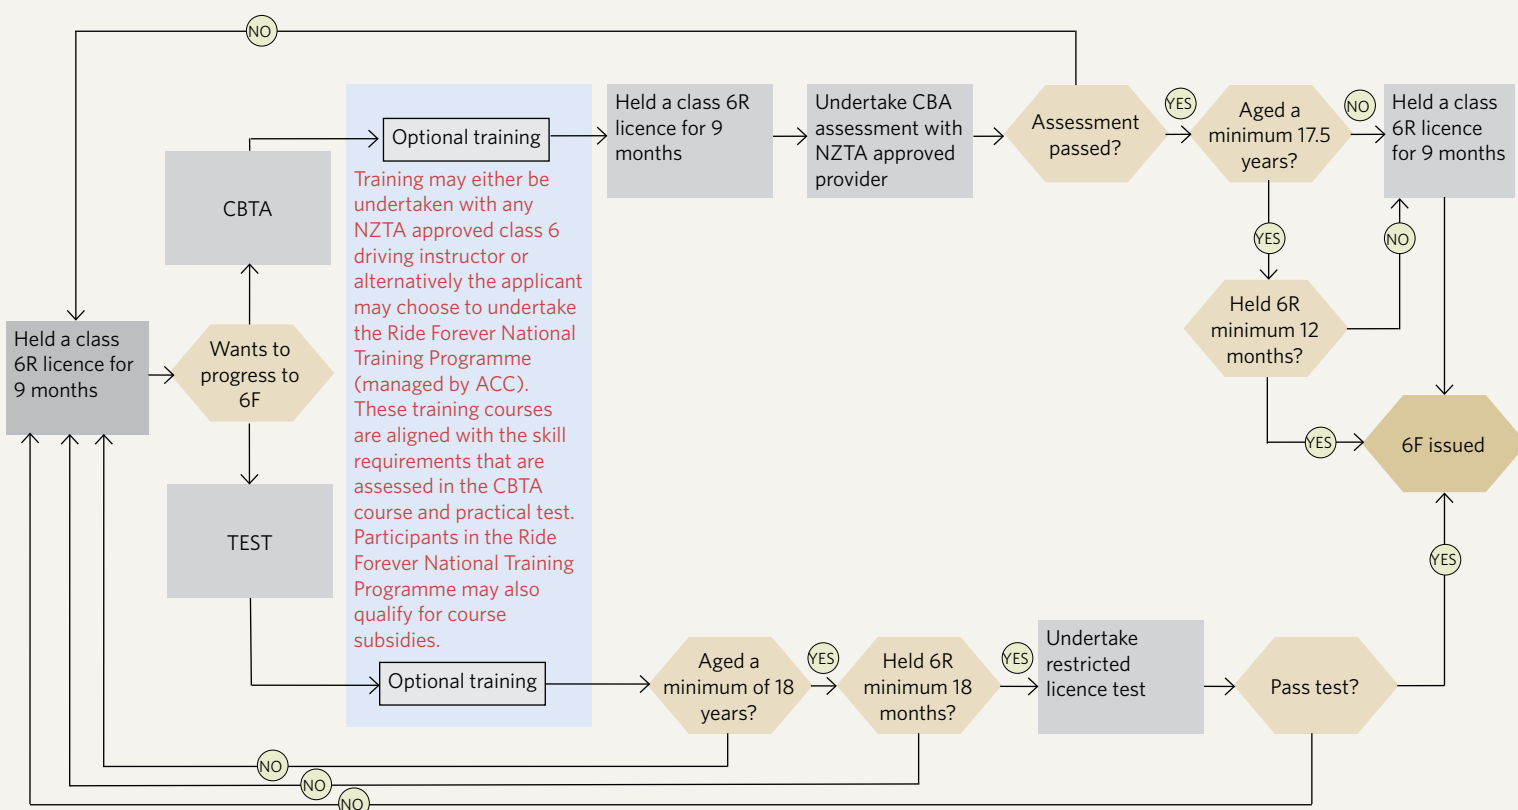 NO
Held a class 6R
licence for 9
months
Undertake CBA
assessment with
NZTA approved
provider
Assessment
passed?
YES
Aged a
minimum 17.5
years?
NO
Held a class
6R licence
for 9 months
Optional training
Training may either be
undertaken with any
NZTA approved class 6
driving instructor or
alternatively the applicant
may choose to undertake
the Ride Forever National
Training Programme
(managed by ACC).
These training courses
are aligned with the skill
requirements that are
assessed in the CBTA
course and practical test.
Participants in the Ride
Forever National Training
Programme may also
qualify for course
subsidies.
Optional training
CBTA
YES
NO
Held 6R
minimum 12
months?
Held a class
6R licence for
9 months
Wants to
progress to
6F
YES
6F issued
TEST
YES
Aged a
minimum of 18
years?
YES
Held 6R
minimum 18
months?
YES
Undertake
restricted
licence test
Pass test?
NO
NO
NO